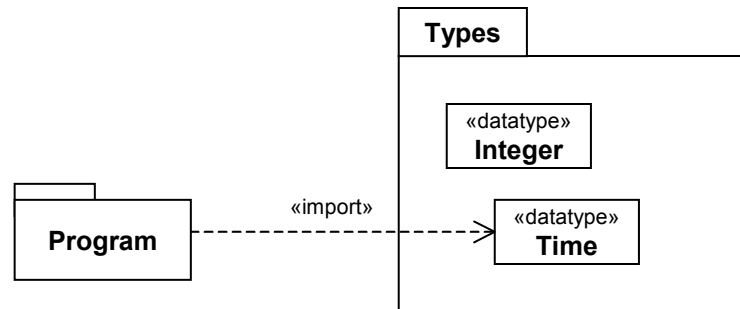 Types
«datatype»
Integer
«import»
«datatype»
Time
Program